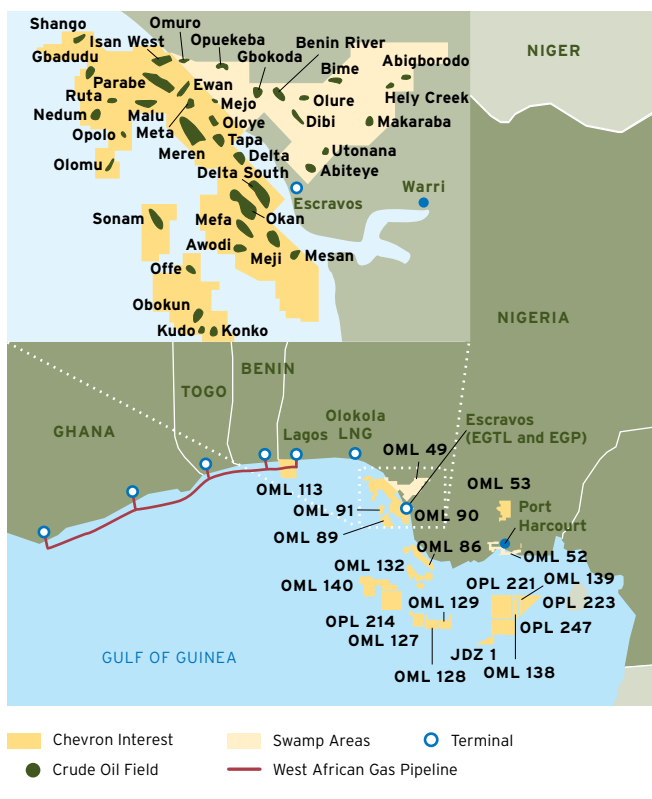 Shango
Omuro
Isan West
Opuekeba
Benin River
Gbadudu
Gbokoda
Bime
Abigborodo
NIGER
Parabe
Ewan
Ruta
Mejo
Olure
Hely Creek
Nedum
Malu
Oloye
Dibi
Makaraba
Opolo
Meta
Tapa
Meren
Delta
Utonana
Olomu
Delta South
Abiteye
Warri
Escravos
Sonam
Mefa
Okan
Awodi
Meji
Mesan
Offe
Obokun
NIGERIA
Kudo
Konko
BENIN
TOGO
GHANA
Olokola
LNG
Lagos
Escravos
(EGTL and EGP)
OML 49
OML 113
OML 53
OML 91
OML 90
Port
Harcourt
OML 89
OML 86
OML 52
OML 132
OML 140
OPL 221
OML 139
OML 129
OPL 223
OPL 214
OPL 247
OML 127
JDZ 1
OML 128
OML 138
GULF OF GUINEA
Chevron Interest
Swamp Areas
Terminal
Crude Oil Field
West African Gas Pipeline